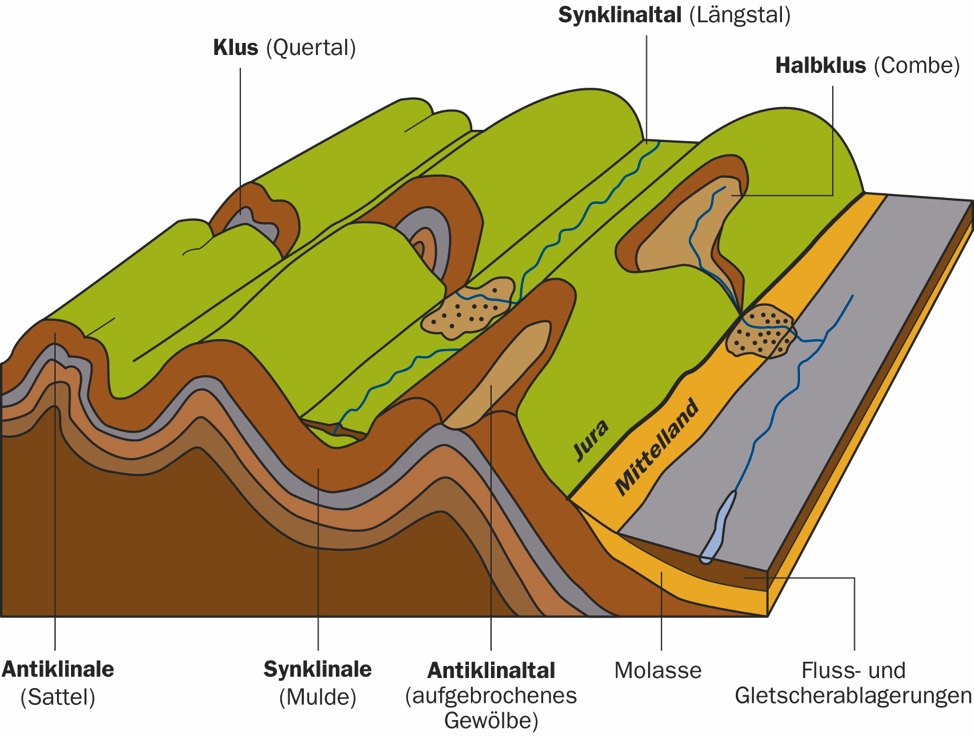 Synklinaltal (Längstal)
Klus (Quertal)
Halbklus (Combe)
Jura
Mittelland
Antiklinale
(Sattel)
Synklinale
(Mulde)
Antiklinaltal
(aufgebrochenes
Gewölbe)
Molasse
Fluss- und
Gletscherablagerungen